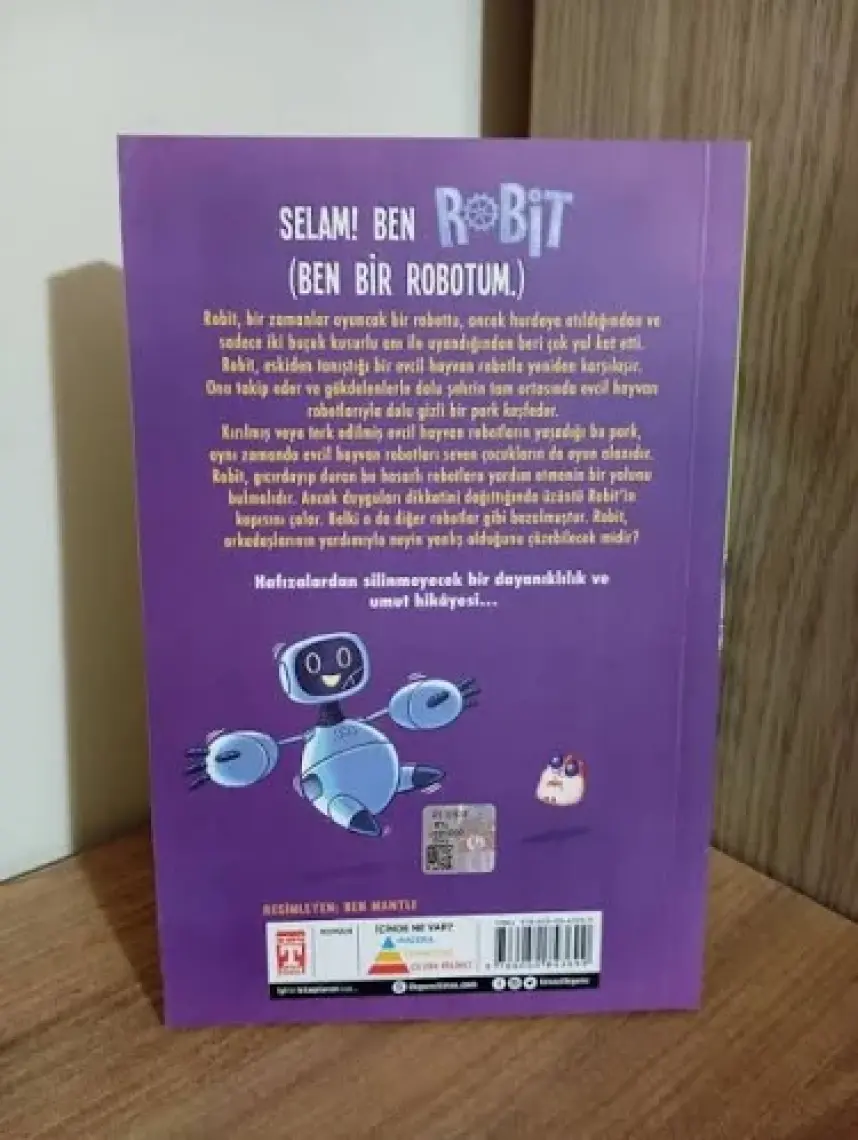 SELAM! BEN ROBİT
(BEN BİR ROBOTUM.)
Robit, bir zamanlar oyuncak bir robottu, ancak hurdaya atıldığından ve
sadece iki buçuk kusurlu anı ile uyandığından beri çok yol kat etti.
Robit, eskiden tanıştığı bir evcil hayvan robotla yeniden karşılaşır.
Onu takip eder ve gökdelenlerle dolu şehrin tam ortasında evcil hayvan
robotlarıyla dolu gizli bir park keşfeder.
Kırılmış veya terk edilmiş evcil hayvan robotların yaşadığı bu park,
aynı zamanda evcil hayvan robotları seven çocukların da oyun alanıdır.
Robit, gıcırdayıp duran bu hasarlı robotlara yardım etmenin bir yolunu
bulmalıdır. Ancak duyguları dikkatini dağıttığında üzüntü Robit'in
kapısını çalar. Belki o da diğer robotlar gibi bozulmuştur. Robit,
arkadaşlarının yardımıyla neyin yanlış olduğunu çözebilecek midir?
Hafızalardan silinmeyecek bir dayanıklılık ve
umut hikâyesi...
RESİMLEYEN: BEN MANTLE
T
ROMAN
İÇİNDE NE VAR?
MACERA